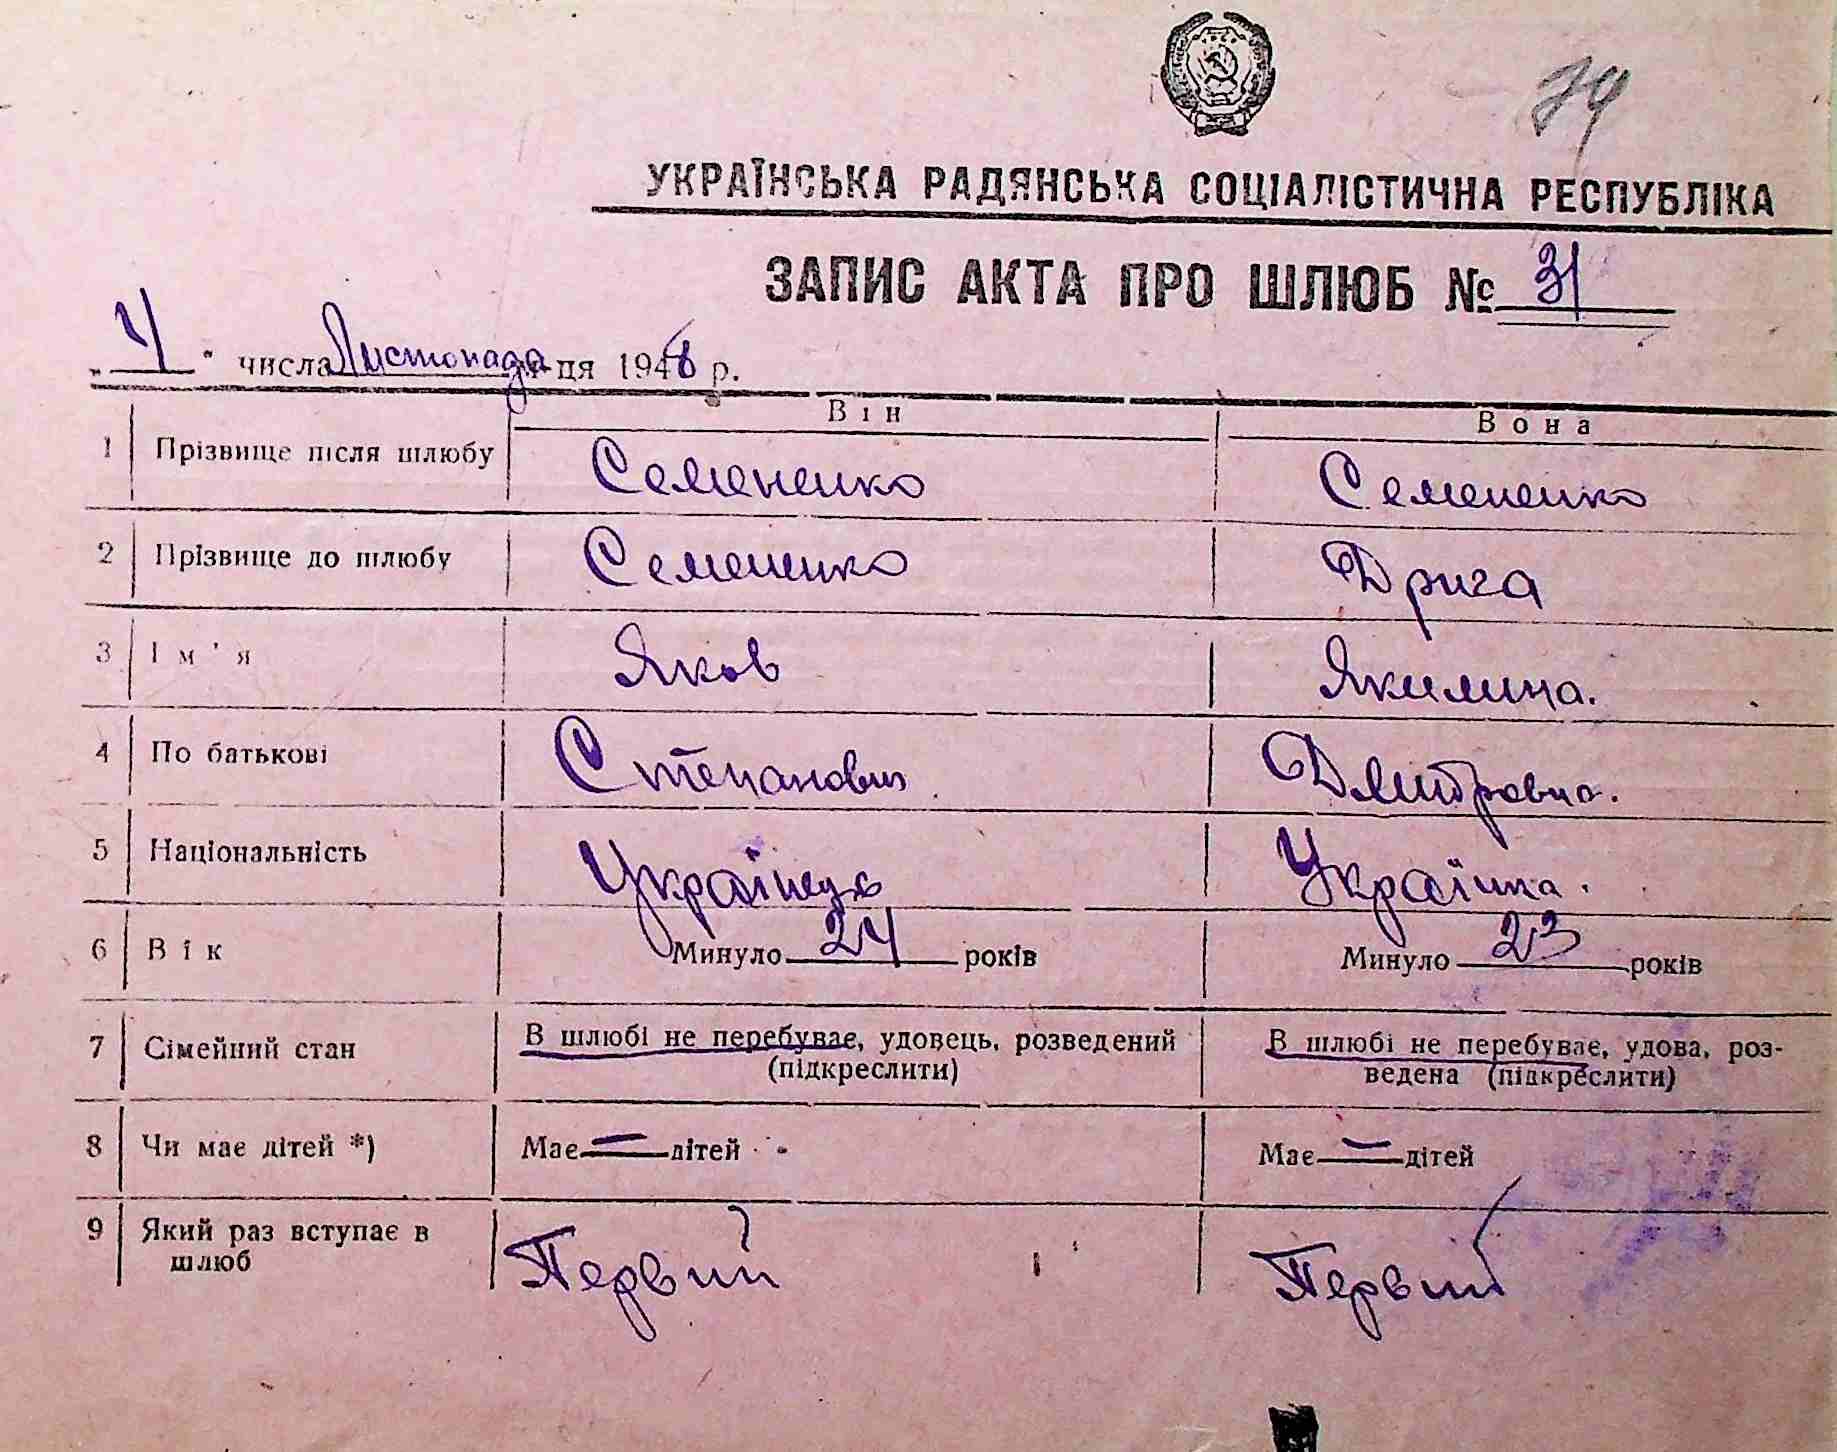 74
УКРАЇНСЬКА РАДЯНСЬКА СОЦІАЛІСТИЧНА РЕСПУБЛІКА
ЗАПИС АКТА ПРО ШЛЮБ № 31
„4" числа Листопада м-ця 1946 р.
Він Вона
1 Прізвище після шлюбу Семененко Семененко
2 Прізвище до шлюбу Семененко Дрига
3 Ім'я Яков Якилина.
4 По батькові Степанович Дмитровна.
5 Національність Українець Українка.
6 Вік Минуло 24 років Минуло 23 років
7 Сімейний стан В шлюбі не перебуває, удовець, розведений В шлюбі не перебуває, удова, роз-
(підкреслити) ведена (підкреслити)
8 Чи має дітей *) Має — дітей Має — дітей
9 Який раз вступає в Первий Первий
шлюб